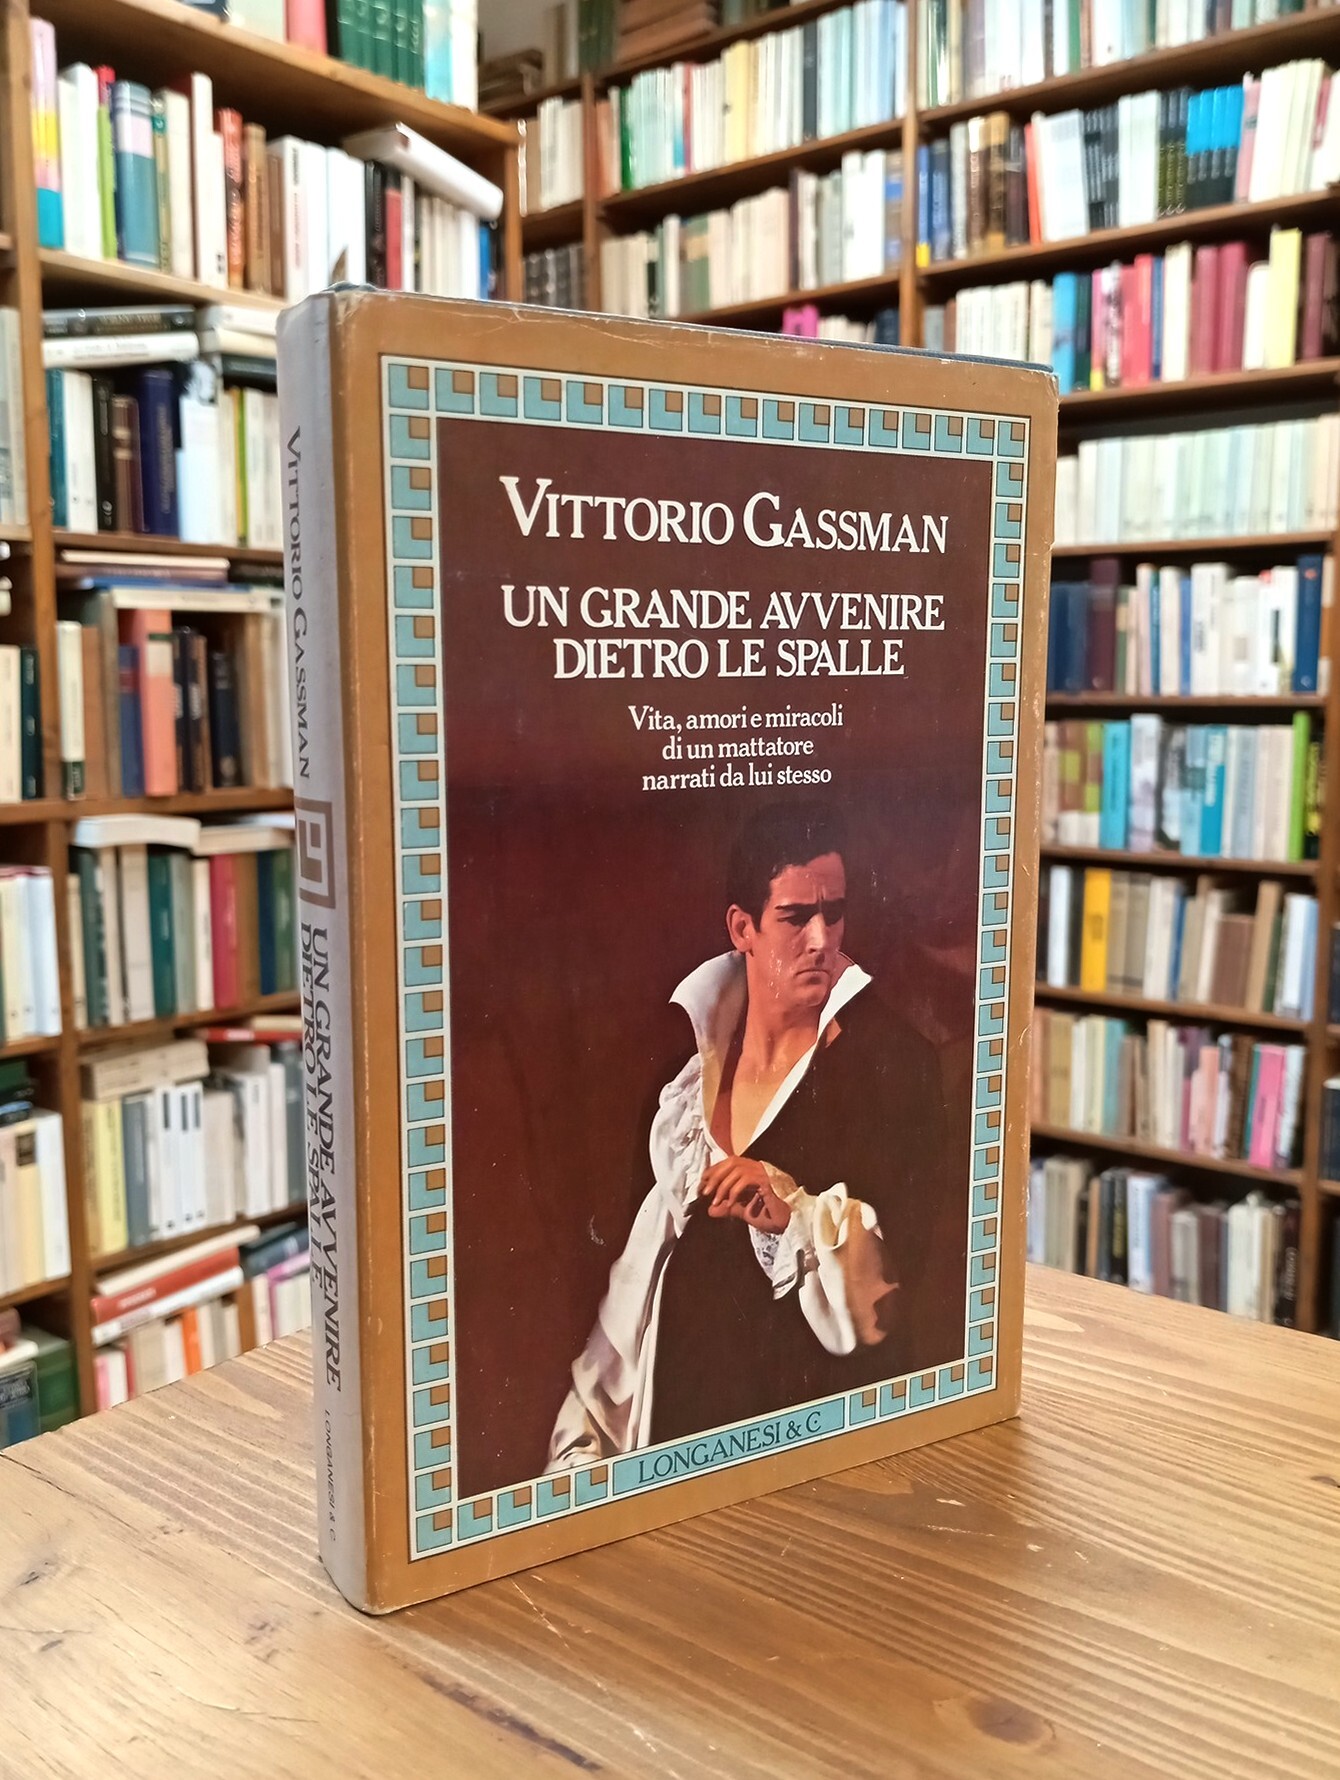 VITTORIO GASSMAN
UN GRANDE AVVENIRE
DIETRO LE SPALLE
Vita, amori e miracoli
di un mattatore
narrati da lui stesso
LONGANESI & C.
VITTORIO GASSMAN
UN GRANDE AVVENIRE
DIETRO LE SPALLE
LONGANESI & C.